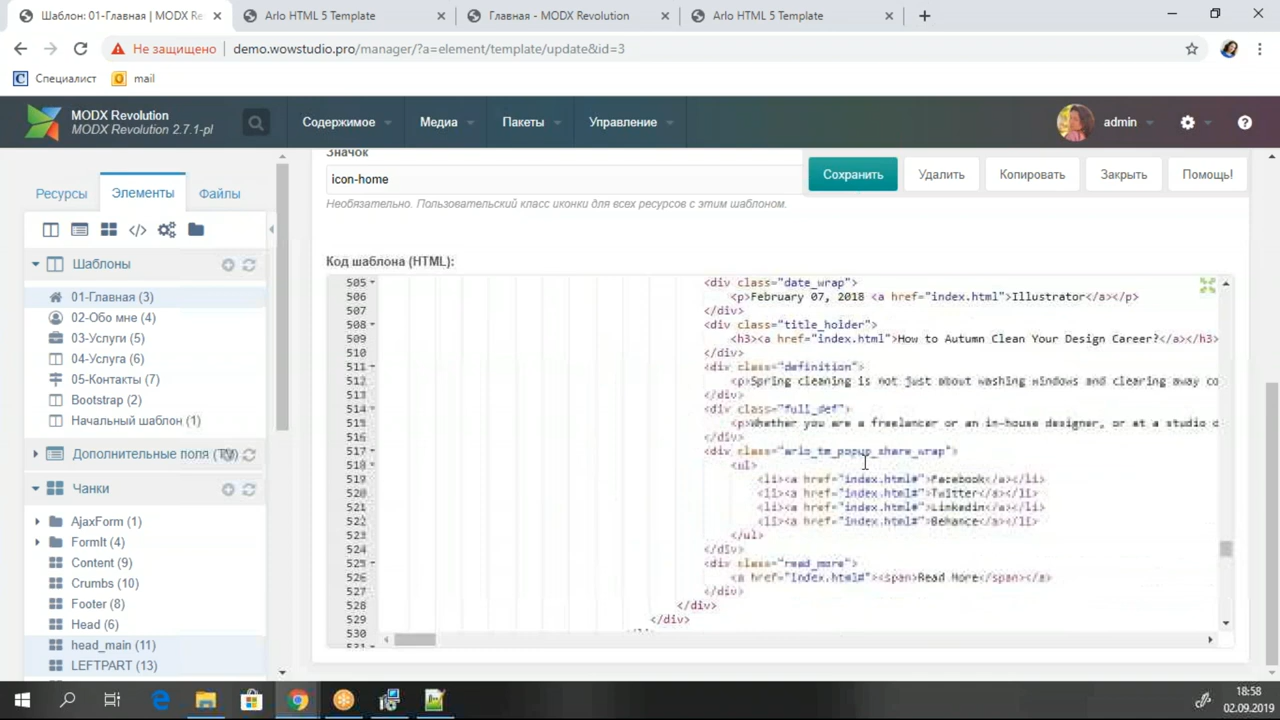 Шаблон: 01-Главная | MODX Re
Arlo HTML 5 Template
Главная - MODX Revolution
Arlo HTML 5 Template
Не защищено
demo.wowstudio.pro/manager/?a=element/template/update&id=3
Специалист
mail
MODX Revolution
MODX Revolution 2.7.1-pl
Содержимое
Медиа
Пакеты
Управление
admin
Ресурсы
Элементы
Файлы
Шаблоны
01-Главная (3)
02-Обо мне (4)
03-Услуги (5)
04-Услуга (6)
05-Контакты (7)
Bootstrap (2)
Начальный шаблон (1)
Дополнительные поля (TV)
Чанки
AjaxForm (1)
FormIt (4)
Content (9)
Crumbs (10)
Footer (8)
Head (6)
head_main (11)
LEFTPART (13)
Значок
icon-home
Сохранить
Удалить
Копировать
Закрыть
Помощь!
Необязательно. Пользовательский класс иконки для всех ресурсов с этим шаблоном.
Код шаблона (HTML):
505 <div class="date_wrap">
506 <p>February 07, 2018 <a href="index.html">Illustrator</a></p>
507 </div>
508 <div class="title_holder">
509 <h3><a href="index.html">How to Autumn Clean Your Design Career?</a></h3>
510 </div>
511 <div class="definition">
512 <p>Spring cleaning is not just about washing windows and clearing away co
513 </div>
514 <div class="full_def">
515 <p>Whether you are a freelancer or an in-house designer, or at a studio o
516 </div>
517 <div class="arlo_tm_popup_share_wrap">
518 <ul>
519 <li><a href="index.html#">Facebook</a></li>
520 <li><a href="index.html#">Twitter</a></li>
521 <li><a href="index.html#">Linkedin</a></li>
522 <li><a href="index.html#">Behance</a></li>
523 </ul>
524 </div>
525 <div class="read_more">
526 <a href="index.html#"><span>Read More</span></a>
527 </div>
528 </div>
529 </div>
530
531
18:58
02.09.2019